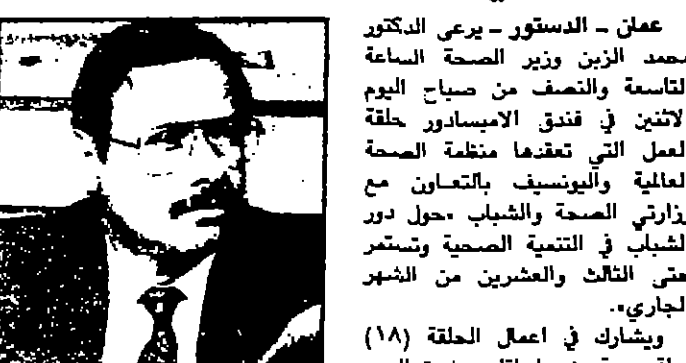 عمان - الدستور - يرعى الدكتور
محمد الزبن وزير الصحة الساعة
التاسعة والنصف من صباح اليوم
الاثنين في فندق الامبسادور حلقة
العمل التي تعقدها منظمة الصحة
العالمية واليونسيف بالتعاون مع
وزارتي الصحة والشباب «حول دور
الشباب في التنمية الصحية وتستمر
حتى الثالث والعشرين من الشهر
الجاري».
ويشارك في اعمال الحلقة (١٨)